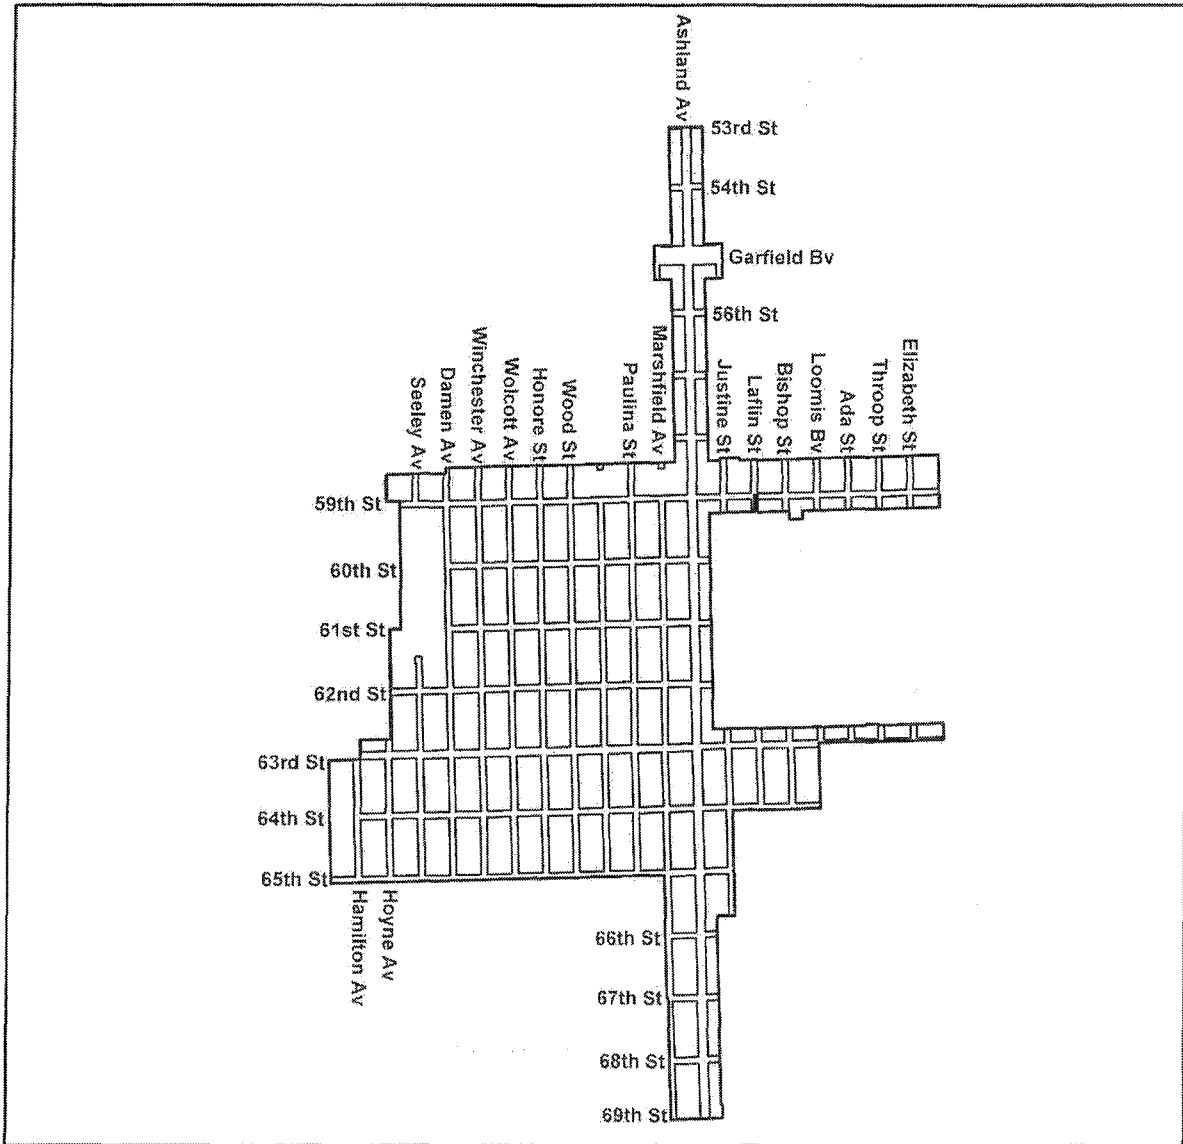 Ashland Av
53rd St
54th St
Garfield Bv
56th St
Seeley Av
Damen Av
Winchester Av
Wolcott Av
Honore St
Wood St
Paulina St
Marshfield Av
Justine St
Laflin St
Bishop St
Loomis Bv
Ada St
Throop St
Elizabeth St
59th St
60th St
61st St
62nd St
63rd St
64th St
65th St
Hamilton Av
Hoyne Av
66th St
67th St
68th St
69th St